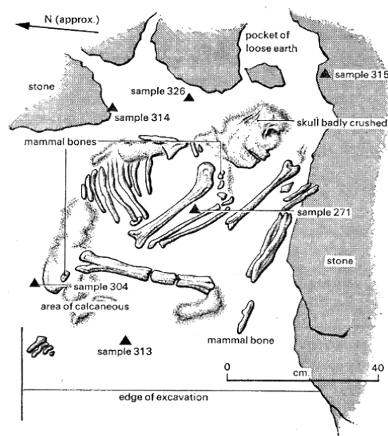 N (approx.)
pocket of
loose earth
stone
sample 326
sample 315
sample 314
skull badly crushed
mammal bones
sample 271
stone
sample 304
area of calcaneous
sample 313
mammal bone
0
40
cm.
edge of excavation